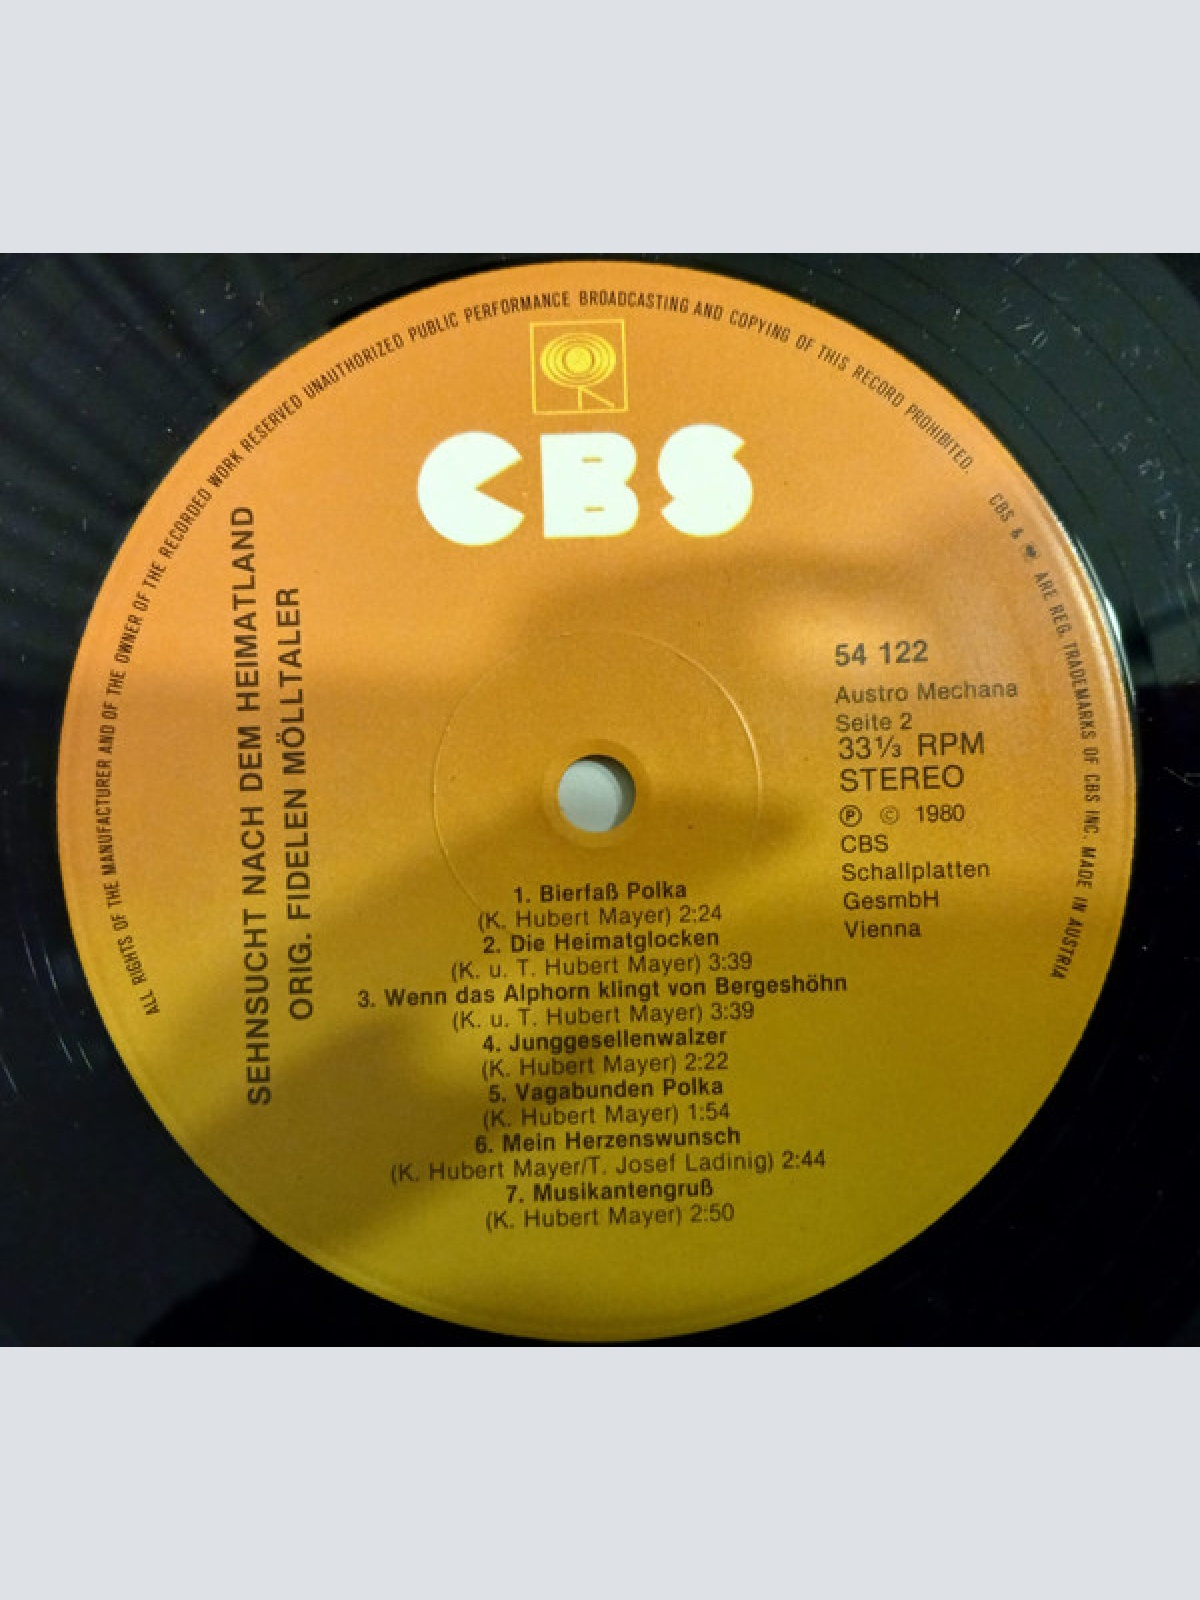 ALL RIGHTS OF THE MANUFACTURER AND OF THE OWNER OF THE RECORDED WORK RESERVED UNAUTHORIZED PUBLIC PERFORMANCE BROADCASTING AND COPYING OF THIS RECORD PROHIBITED.
CBS & ARE REG. TRADEMARKS OF CBS INC. MADE IN AUSTRIA
CBS
SEHNSUCHT NACH DEM HEIMATLAND
ORIG. FIDELEN MÖLLTALER
54 122
Austro Mechana
Seite 2
33⅓ RPM
STEREO
℗ © 1980
CBS
Schallplatten
GesmbH
Vienna
1. Bierfaß Polka
(K. Hubert Mayer) 2:24
2. Die Heimatglocken
(K. u. T. Hubert Mayer) 3:39
3. Wenn das Alphorn klingt von Bergeshöhn
(K. u. T. Hubert Mayer) 3:39
4. Junggesellenwalzer
(K. Hubert Mayer) 2:22
5. Vagabunden Polka
(K. Hubert Mayer) 1:54
6. Mein Herzenswunsch
(K. Hubert Mayer/T. Josef Ladinig) 2:44
7. Musikantengruß
(K. Hubert Mayer) 2:50